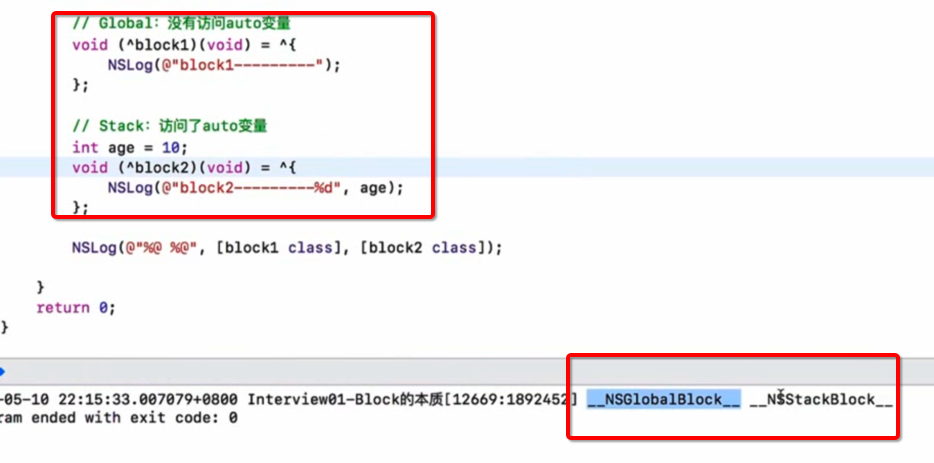 // Global：没有访问auto变量
void (^block1)(void) = ^{
NSLog(@"block1---------");
};
// Stack：访问了auto变量
int age = 10;
void (^block2)(void) = ^{
NSLog(@"block2---------%d", age);
};
NSLog(@"%@ %@", [block1 class], [block2 class]);
}
return 0;
}
-05-10 22:15:33.007079+0800 Interview01-Block的本质[12669:1892452] __NSGlobalBlock__ __NSStackBlock__
ram ended with exit code: 0